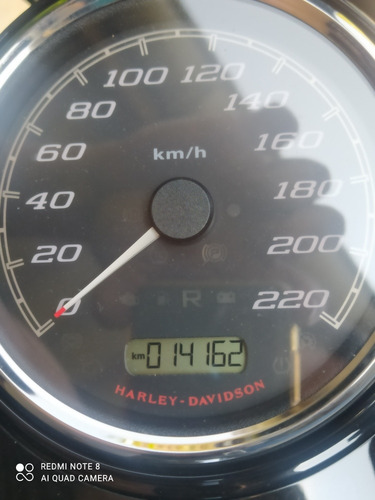 100 120
80 140
60 km/h 160
40 180
20 200
0 R 220
km 014162
HARLEY-DAVIDSON
REDMI NOTE 8
AI QUAD CAMERA